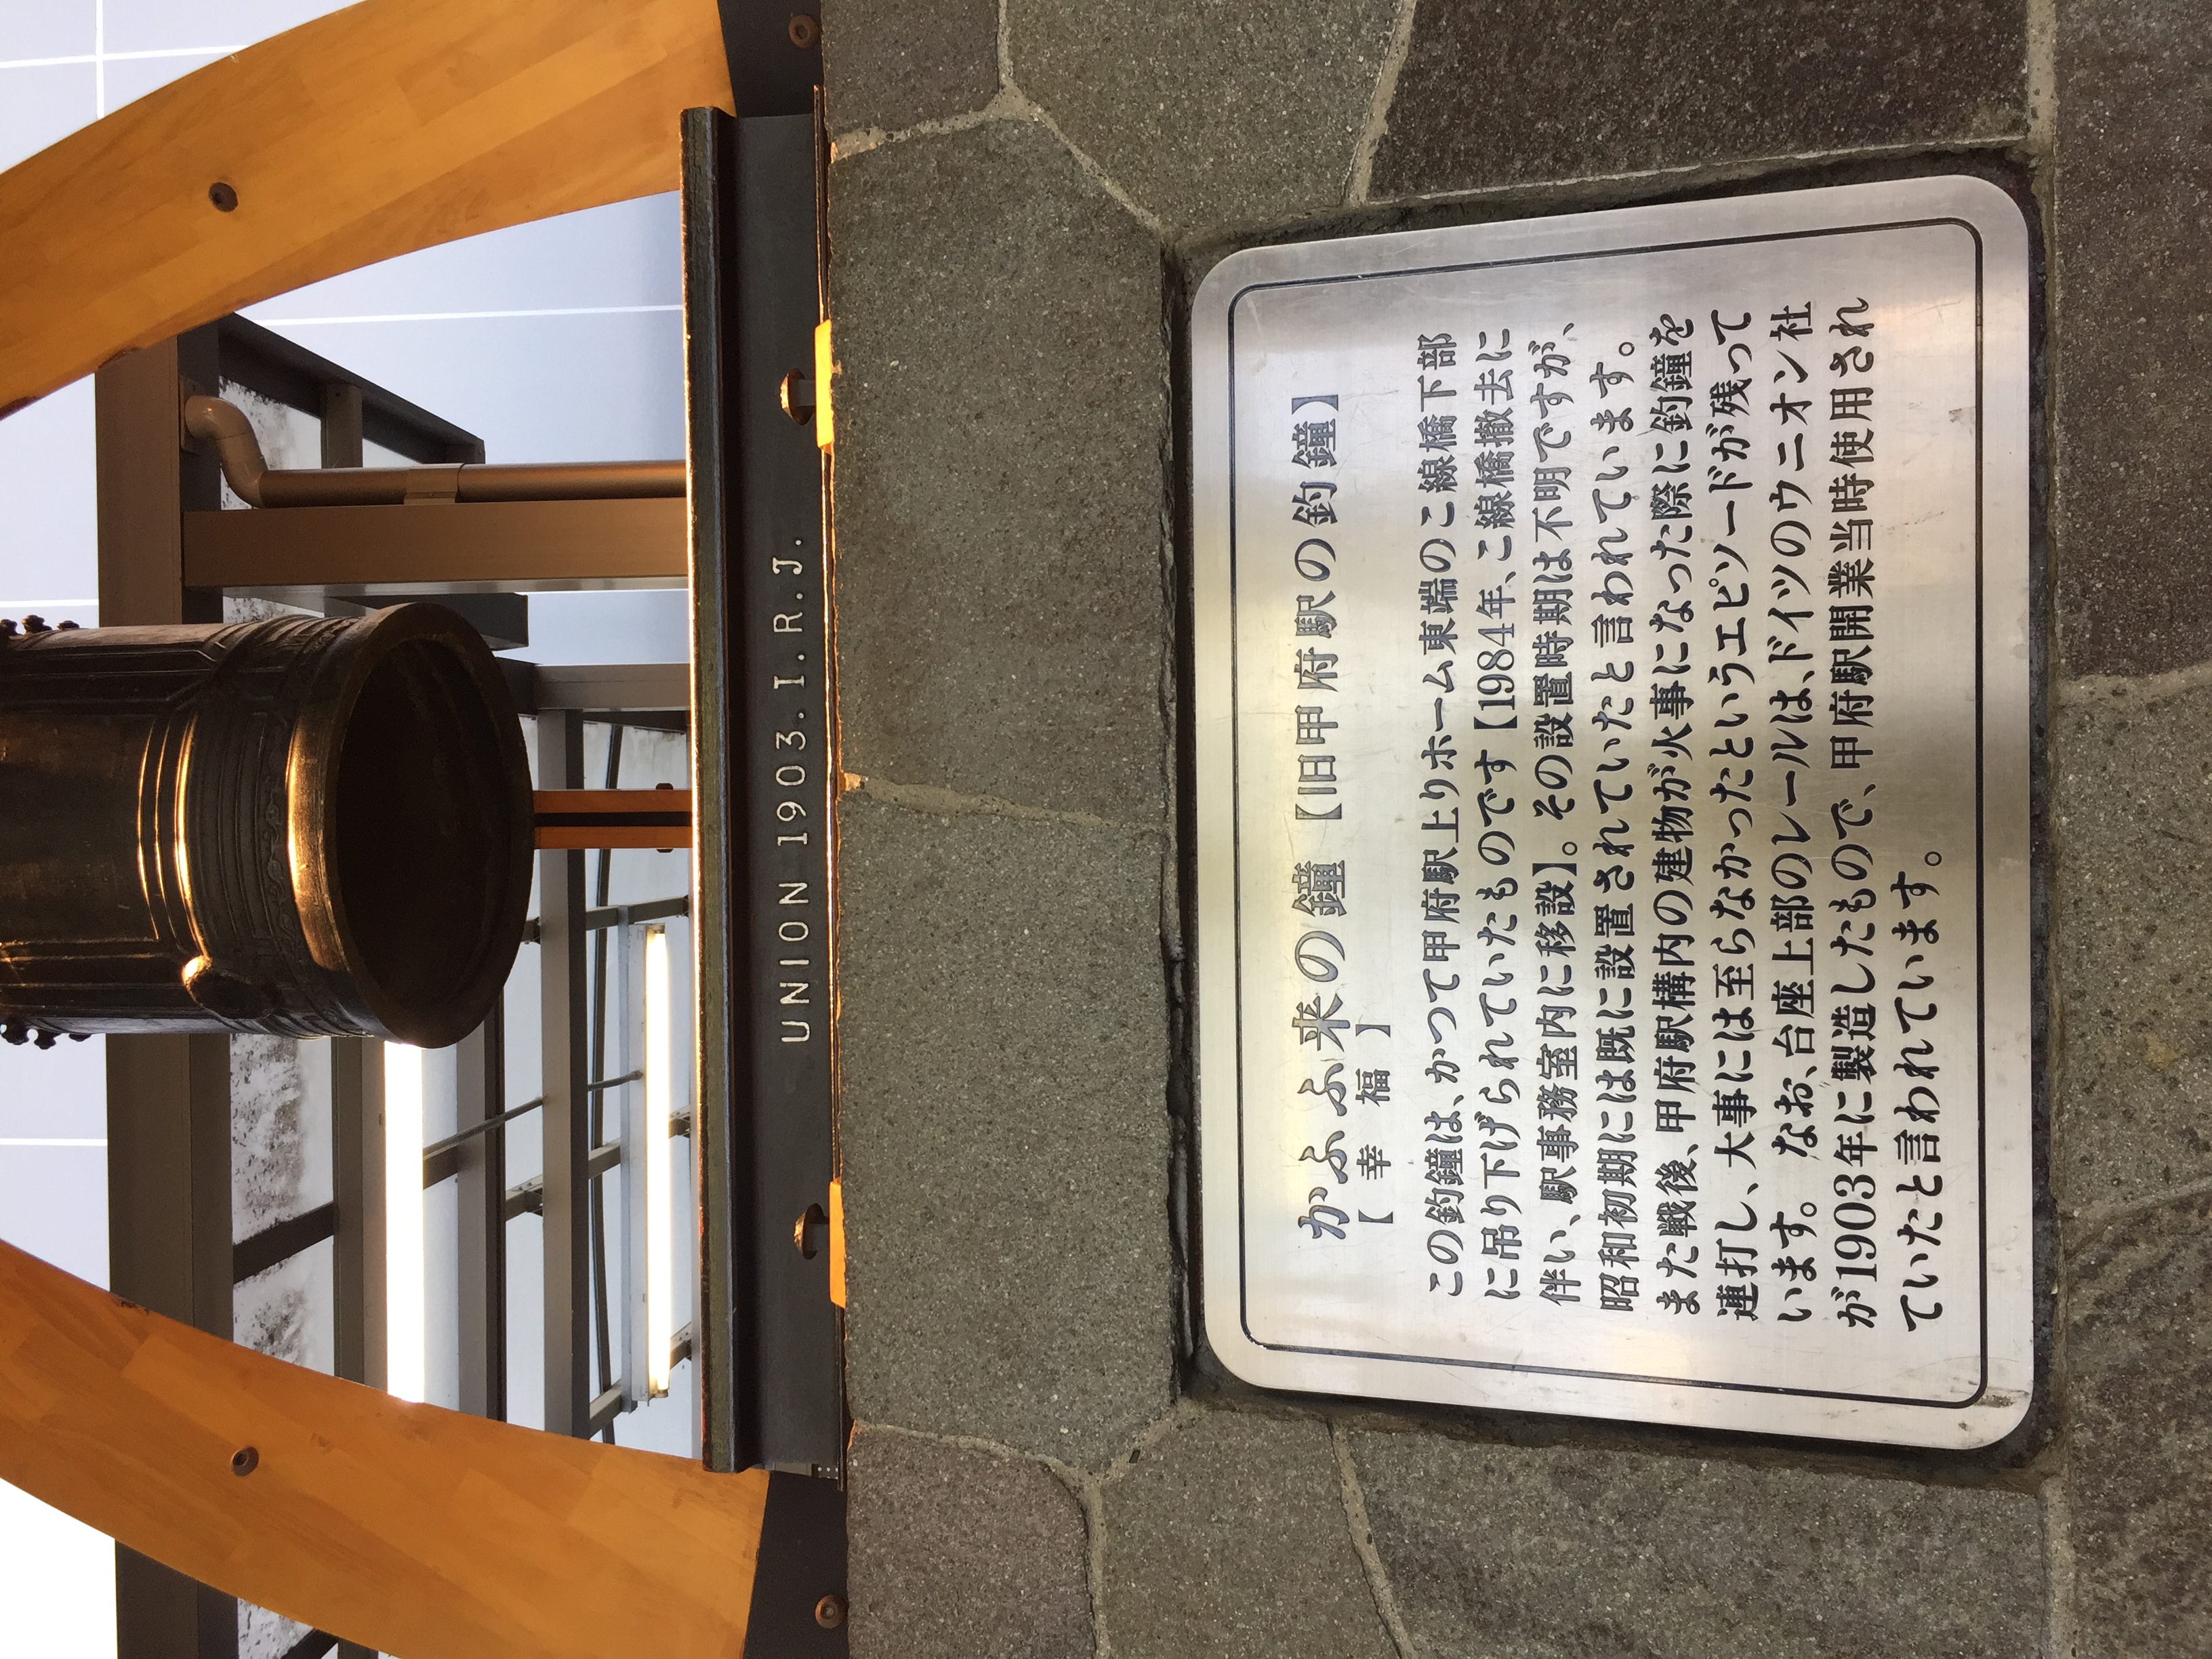 UNION 1903. I. R. J.
かふふ来の鐘【旧甲府駅の釣鐘】
【幸福】
この釣鐘は、かつて甲府駅上りホーム東端のこ線橋下部
に吊り下げられていたものです【1984年、こ線橋撤去に
伴い、駅事務室内に移設】。その設置時期は不明ですが、
昭和初期には既に設置されていたと言われています。
また戦後、甲府駅構内の建物が火事になった際に釣鐘を
連打し、大事には至らなかったというエピソードが残って
います。なお、台座上部のレールは、ドイツのウニオン社
が1903年に製造したもので、甲府駅開業当時使用され
ていたと言われています。